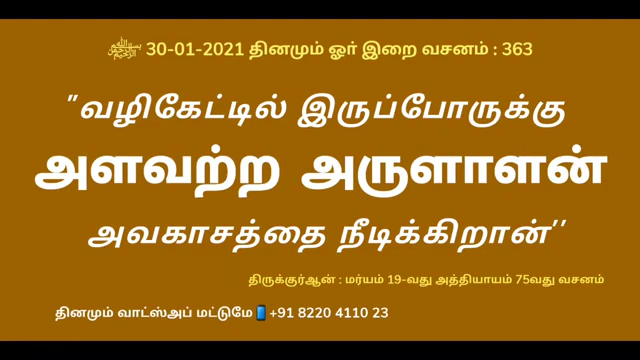 ﷽ 30-01-2021 தினமும் ஓர் இறை வசனம் : 363
"வழிகேட்டில் இருப்போருக்கு
அளவற்ற அருளாளன்
அவகாசத்தை நீடிக்கிறான்''
திருக்குர்ஆன் : மர்யம் 19-வது அத்தியாயம் 75வது வசனம்
தினமும் வாட்ஸ்அப் மட்டுமே📱+91 8220 4110 23